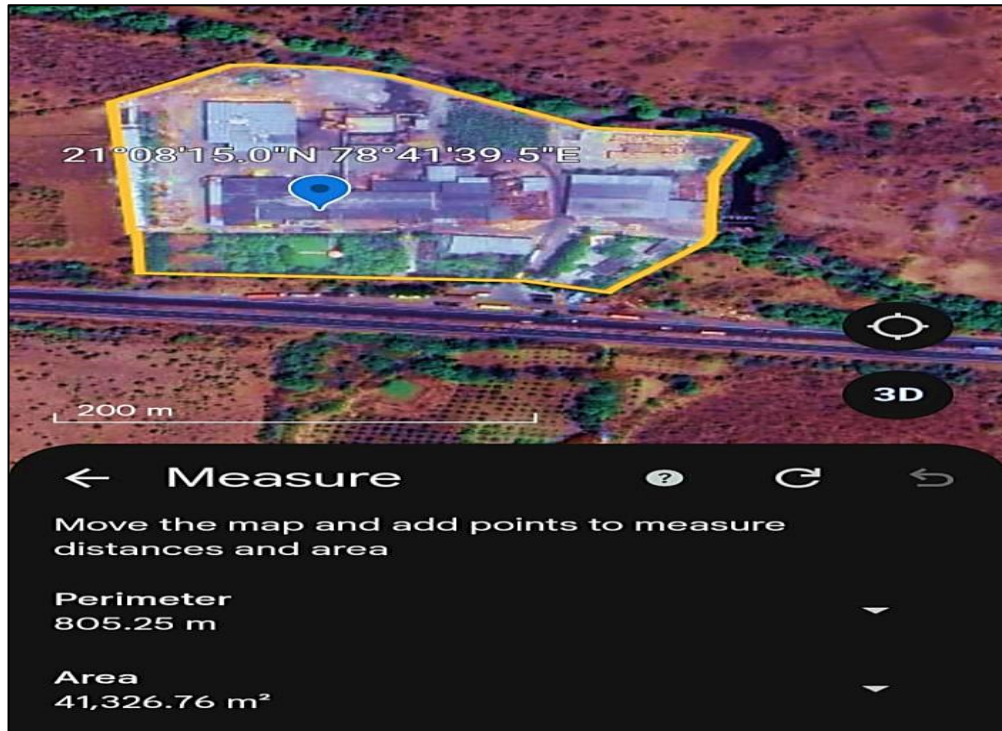 21°08'15.0"N 78°41'39.5"E
3D
200 m
Measure
?
Move the map and add points to measure
distances and area
Perimeter
805.25 m
Area
41,326.76 m²